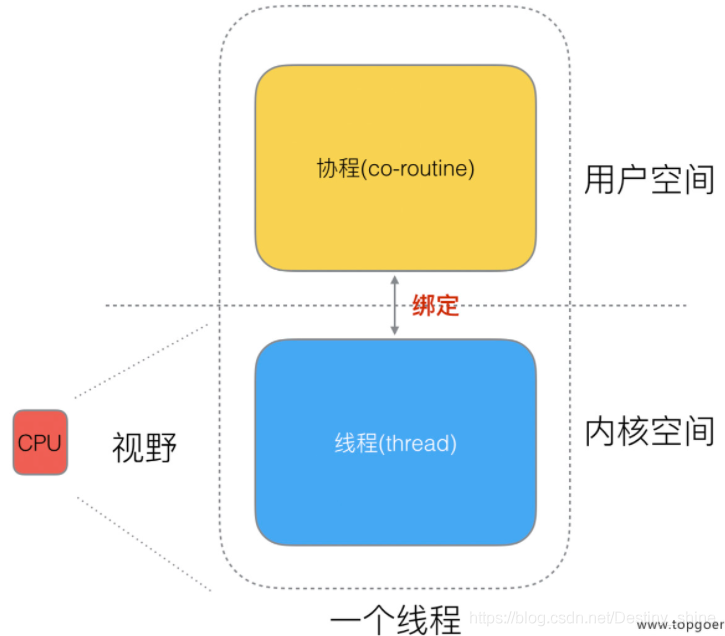 协程(co-routine)
用户空间
绑定
CPU
视野
线程(thread)
内核空间
一个线程
https://blog.csdn.net/Destiny_shine
www.topgoer